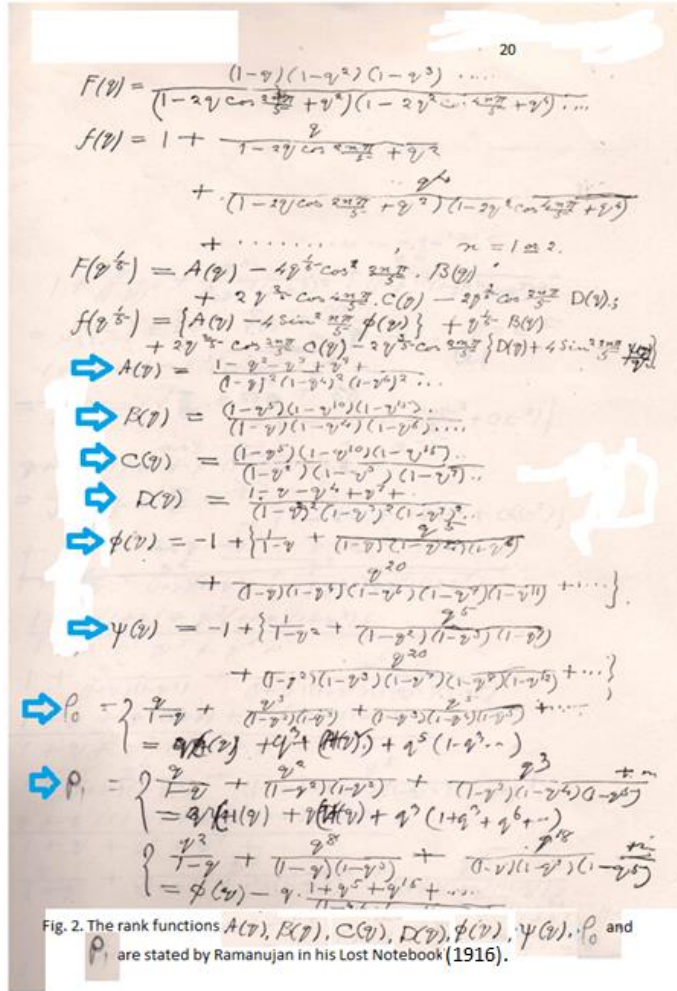 20
F(q) = (1-q)(1-q²)(1-q³) .... / (1-2q cos 2nπ/5 + q²)(1-2q² cos 2nπ/5 + q⁴)....
f(q) = 1 + q / 1-2q cos 2nπ/5 + q²
+ q⁴ / (1-2q cos 2nπ/5 + q²)(1-2q² cos 2nπ/5 + q⁴)
+ ........ , n = 1 or 2.
F(q^1/5) = A(q) - 4q^1/5 cos² 2nπ/5 . B(q)
+ 2q^2/5 cos 4nπ/5 . C(q) - 2q^3/5 cos 2nπ/5 D(q).;
f(q^1/5) = {A(q) - 4 sin² nπ/5 φ(q)} + q^1/5 B(q)
+ 2q^2/5 cos 2nπ/5 C(q) - 2q^3/5 cos 2nπ/5 {D(q) + 4 sin² 2nπ/5 ψ(q)/q}
A(q) = 1-q²-q³+q⁹+ / (1-q)²(1-q⁴)²(1-q⁶)² ...
B(q) = (1-q⁵)(1-q¹⁰)(1-q¹⁵).. / (1-q)(1-q⁴)(1-q⁶)....
C(q) = (1-q⁵)(1-q¹⁰)(1-q¹⁵).. / (1-q²)(1-q³)(1-q⁷)..
D(q) = 1-q-q⁴+q⁷+. / (1-q²)²(1-q³)²(1-q⁷)²..
φ(q) = -1 + { 1/1-q + q⁵ / (1-q)(1-q⁴)(1-q⁶)
+ q²⁰ / (1-q)(1-q⁴)(1-q⁶)(1-q⁹)(1-q¹¹) + ...}.
ψ(q) = -1 + { 1/1-q² + q⁵ / (1-q²)(1-q³)(1-q⁷)
+ q²⁰ / (1-q²)(1-q³)(1-q⁷)(1-q⁸)(1-q¹²) + ...}
ρ₀ = { q/1-q + q³ / (1-q²)(1-q³) + / (1-q³)(1-q⁴)(1-q⁵) + ....
= + q⁵(1-q³..)
ρ₁ = { q/1-q + q² / (1-q²)(1-q³) + q³ / (1-q³)(1-q⁴)(1-q⁵)
= + q³(1+q³+q⁶+..)
{ q²/1-q + q⁸ / (1-q)(1-q³) + q¹⁸ / (1-q)(1-q³)(1-q⁵)
= φ(q) - q . 1+q⁵+q¹⁵+ ....
Fig. 2. The rank functions A(q), B(q), C(q), D(q), φ(q), ψ(q), ρ₀ and
ρ₁ are stated by Ramanujan in his Lost Notebook (1916).